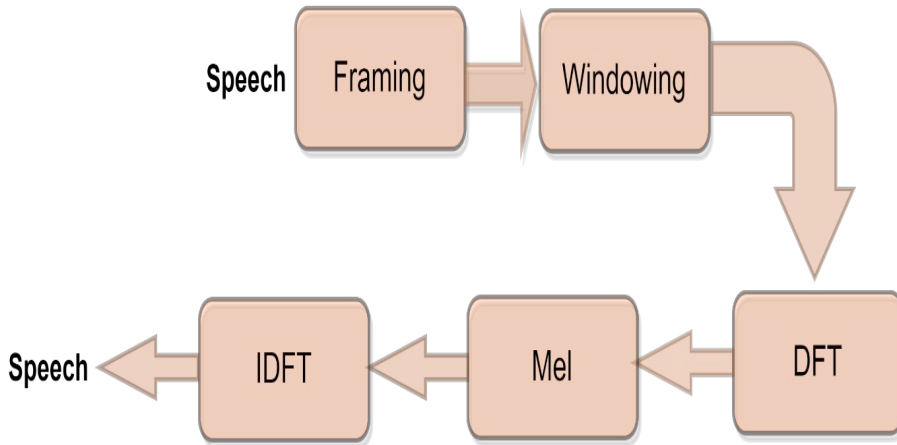 Speech
Framing
Windowing
DFT
Mel
IDFT
Speech